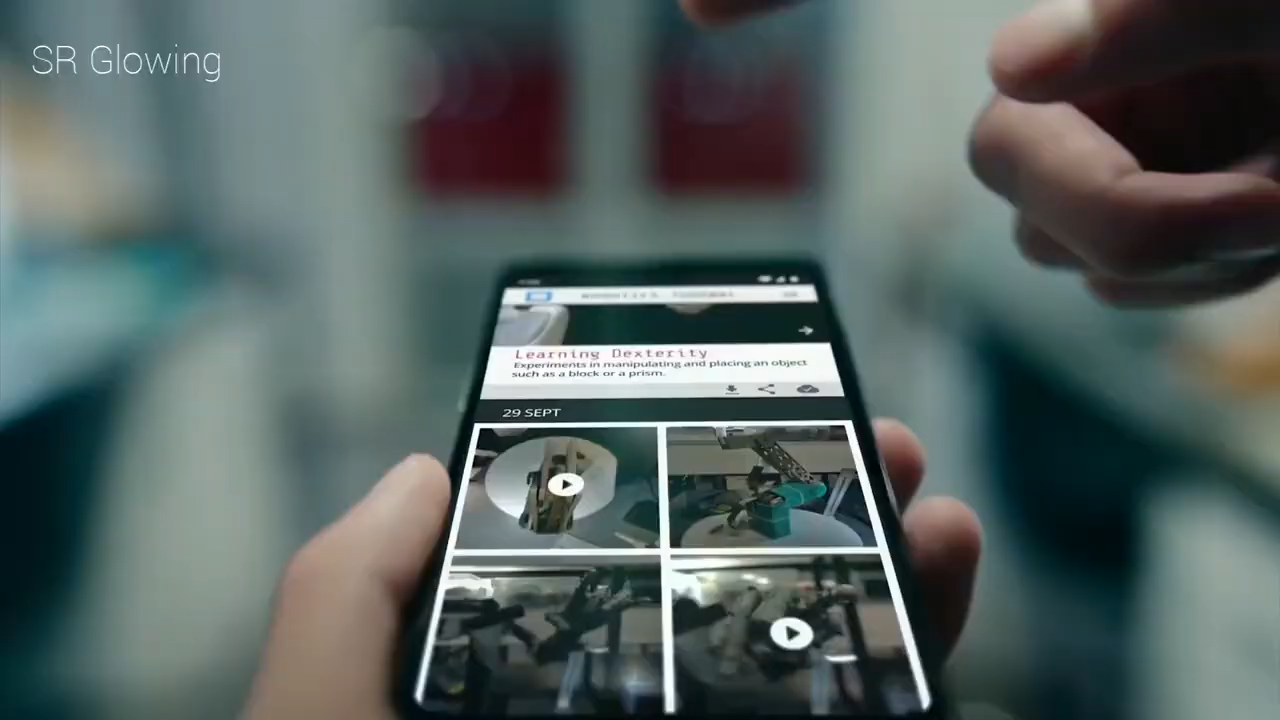 SR Glowing
Learning Dexterity
Experiments in manipulating and placing an object
such as a block or a prism.
29 SEPT